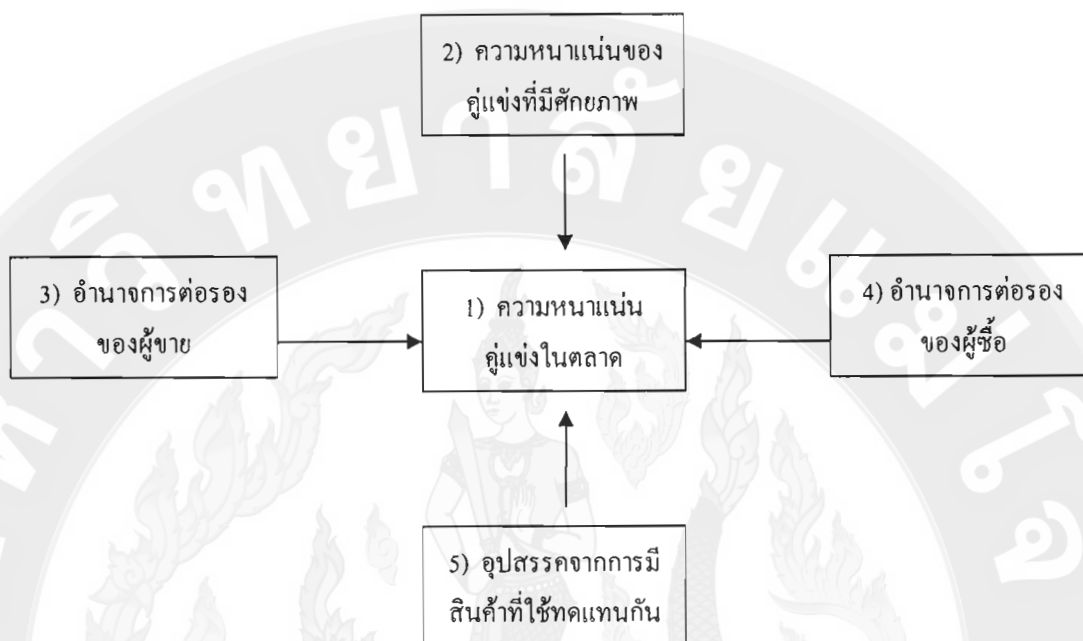 2) ความหนาแน่นของ
คู่แข่งที่มีศักยภาพ
3) อำนาจการต่อรอง
ของผู้ขาย
1) ความหนาแน่น
คู่แข่งในตลาด
4) อำนาจการต่อรอง
ของผู้ซื้อ
5) อุปสรรคจากการมี
สินค้าที่ใช้ทดแทนกัน